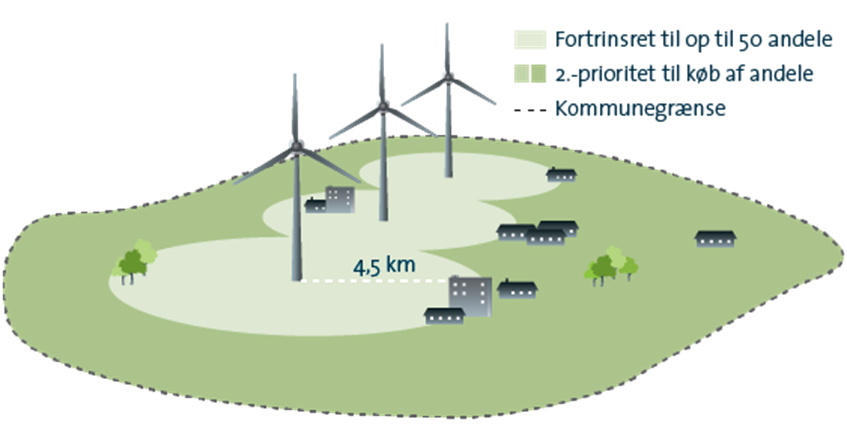 Fortrinsret til op til 50 andele
2.-prioritet til køb af andele
Kommunegrænse
4,5 km